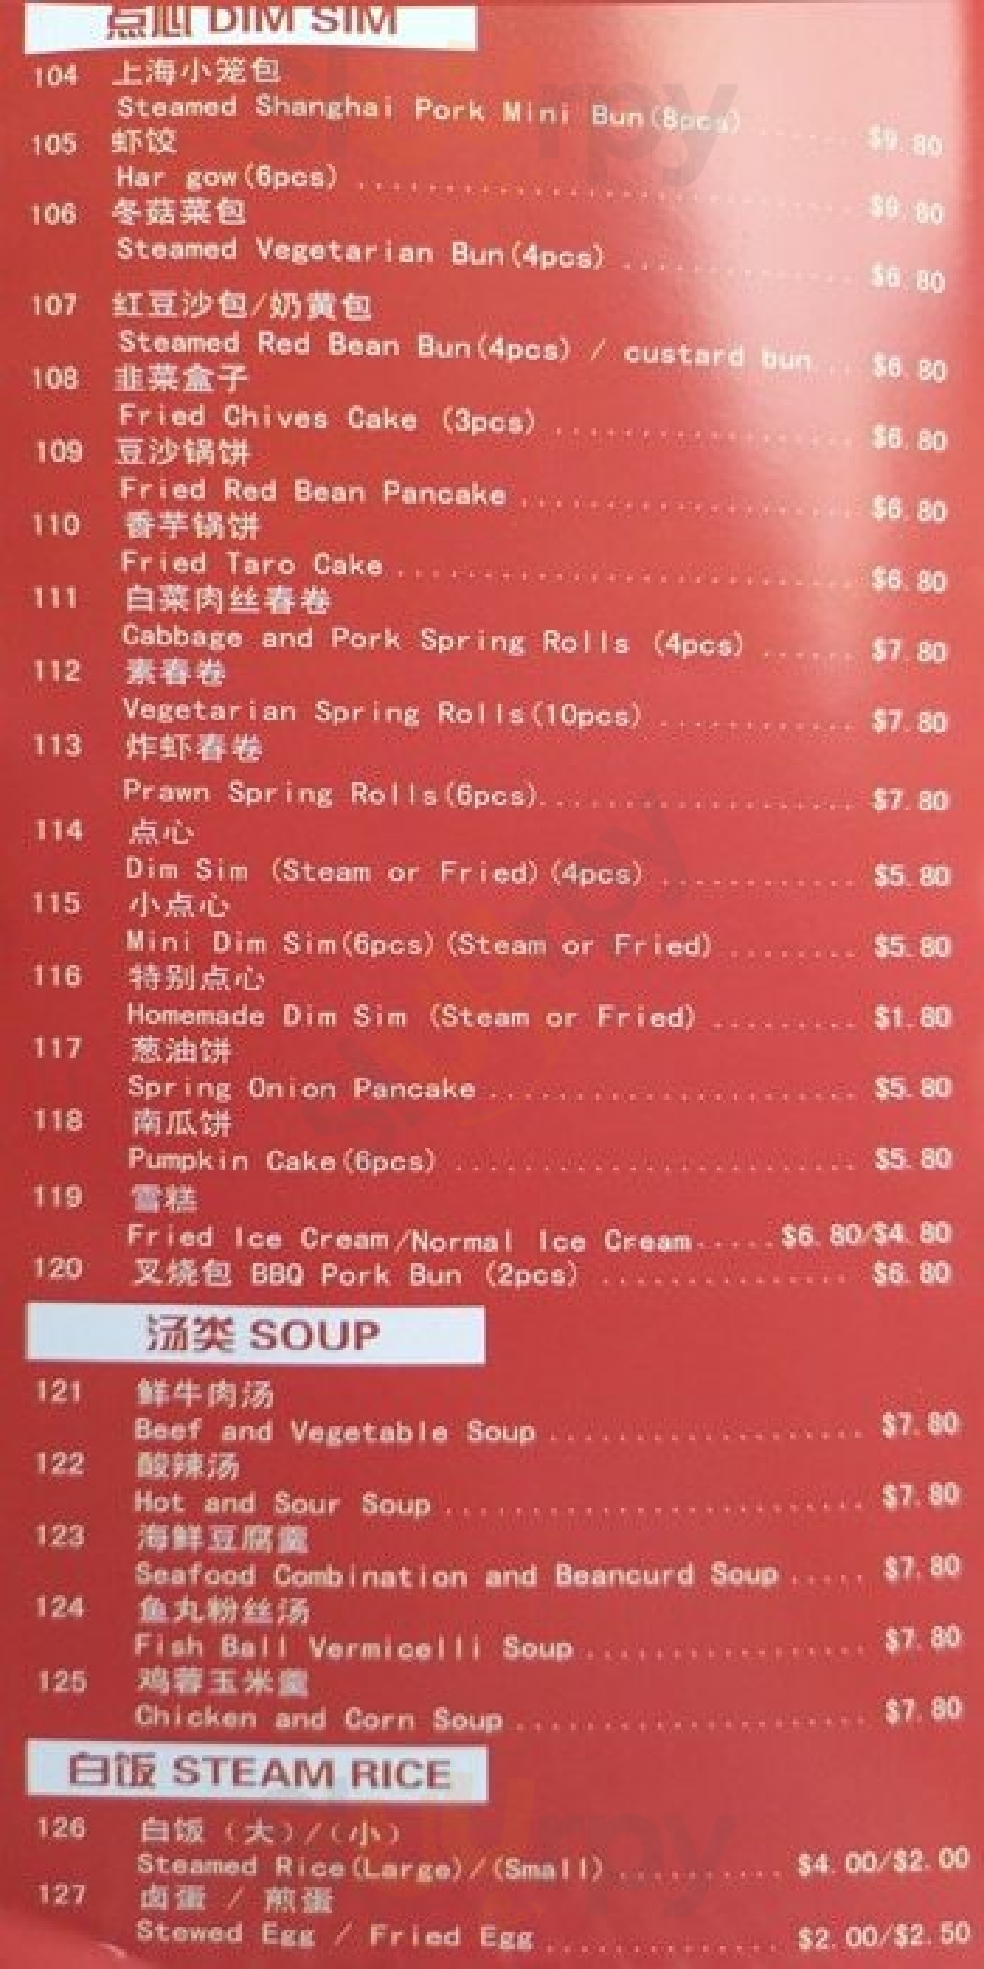 点心 DIM SIM
104 上海小笼包
Steamed Shanghai Pork Mini Bun(8pcs) ...... $9.80
105 虾饺
Har gow(6pcs) ...... $9.80
106 冬菇菜包
Steamed Vegetarian Bun(4pcs) ...... $6.80
107 红豆沙包/奶黄包
Steamed Red Bean Bun(4pcs) / custard bun... $6.80
108 韭菜盒子
Fried Chives Cake (3pcs) ...... $6.80
109 豆沙锅饼
Fried Red Bean Pancake ...... $6.80
110 香芋锅饼
Fried Taro Cake ...... $6.80
111 白菜肉丝春卷
Cabbage and Pork Spring Rolls (4pcs) ...... $7.80
112 素春卷
Vegetarian Spring Rolls(10pcs) ...... $7.80
113 炸虾春卷
Prawn Spring Rolls(6pcs)...... $7.80
114 点心
Dim Sim (Steam or Fried)(4pcs) ...... $5.80
115 小点心
Mini Dim Sim(6pcs)(Steam or Fried) ...... $5.80
116 特别点心
Homemade Dim Sim (Steam or Fried) ...... $1.80
117 葱油饼
Spring Onion Pancake ...... $5.80
118 南瓜饼
Pumpkin Cake(6pcs) ...... $5.80
119 雪糕
Fried Ice Cream/Normal Ice Cream..... $6.80/$4.80
120 叉烧包 BBQ Pork Bun (2pcs) ...... $6.80
汤类 SOUP
121 鲜牛肉汤
Beef and Vegetable Soup ...... $7.80
122 酸辣汤
Hot and Sour Soup ...... $7.80
123 海鲜豆腐羹
Seafood Combination and Beancurd Soup ..... $7.80
124 鱼丸粉丝汤
Fish Ball Vermicelli Soup ...... $7.80
125 鸡蓉玉米羹
Chicken and Corn Soup ...... $7.80
白饭 STEAM RICE
126 白饭（大）/（小）
Steamed Rice(Large)/(Small) ...... $4.00/$2.00
127 卤蛋 / 煎蛋
Stewed Egg / Fried Egg ...... $2.00/$2.50